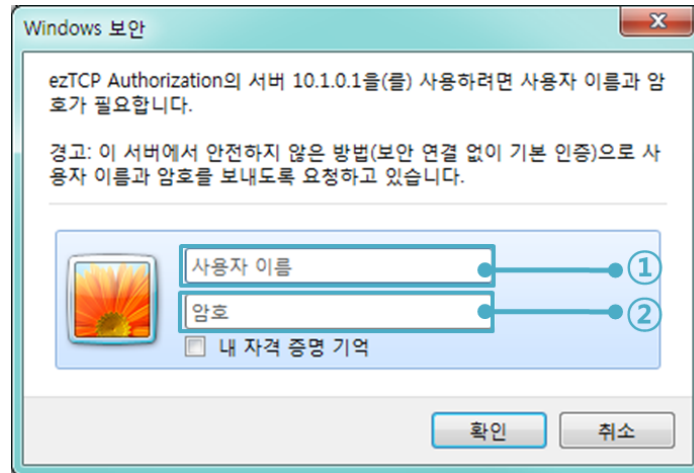 Windows 보안
ezTCP Authorization의 서버 10.1.0.1을(를) 사용하려면 사용자 이름과 암
호가 필요합니다.
경고: 이 서버에서 안전하지 않은 방법(보안 연결 없이 기본 인증)으로 사
용자 이름과 암호를 보내도록 요청하고 있습니다.
사용자 이름 ①
암호 ②
내 자격 증명 기억
확인 취소